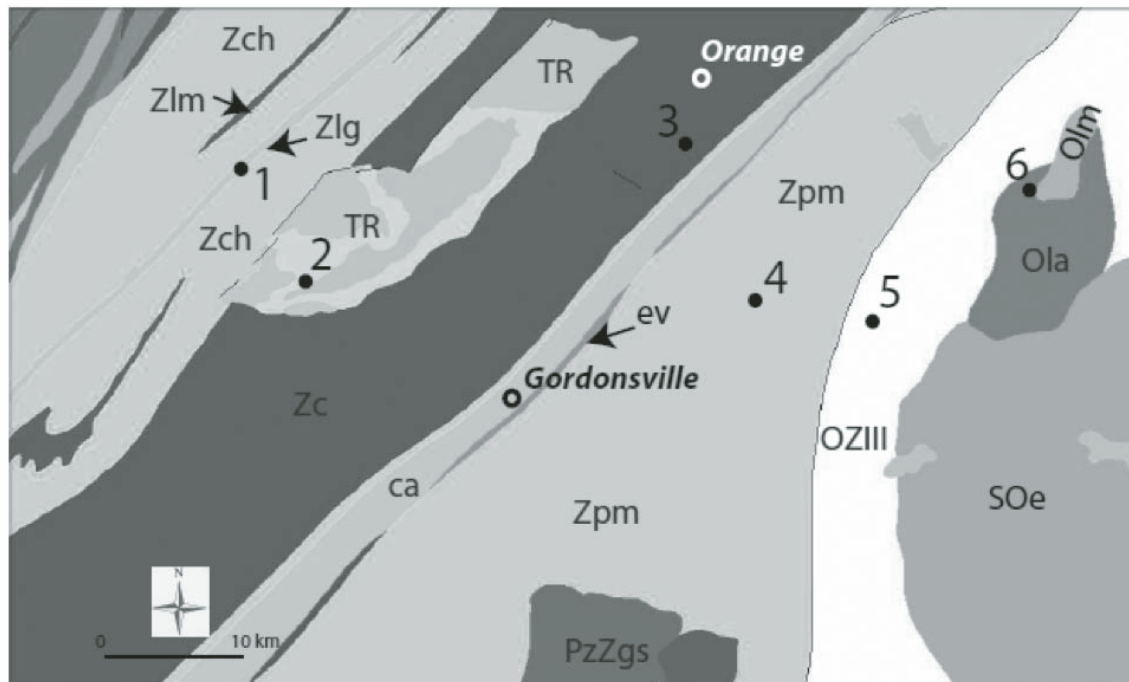 Zch
TR
Orange
Zlm
Zlg
3
Olm
1
6
Zpm
Zch
TR
2
Ola
4
5
ev
Gordonsville
Zc
OZIII
ca
SOe
Zpm
N
0
10 km
PzZgs